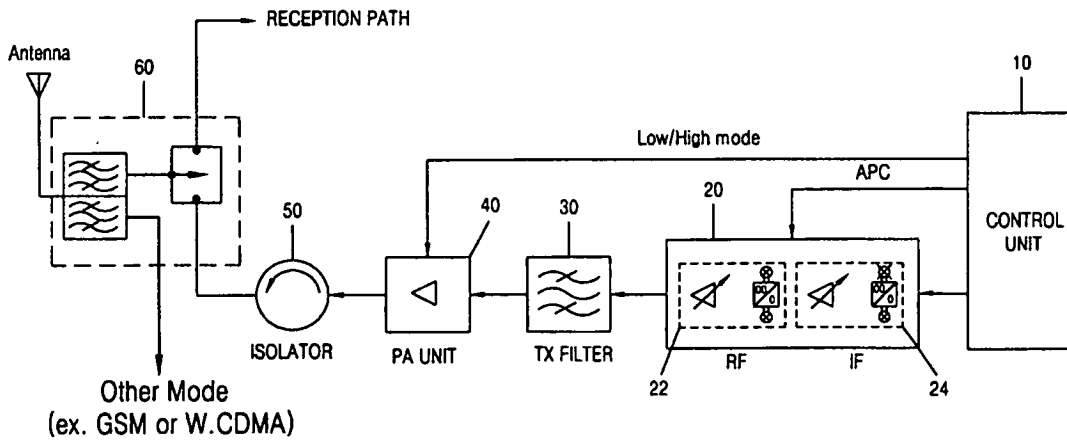 RECEPTION PATH
Antenna
60
10
Low/High mode
APC
50
40
30
20
CONTROL
UNIT
ISOLATOR
PA UNIT
TX FILTER
22
RF
IF
24
Other Mode
(ex. GSM or W.CDMA)